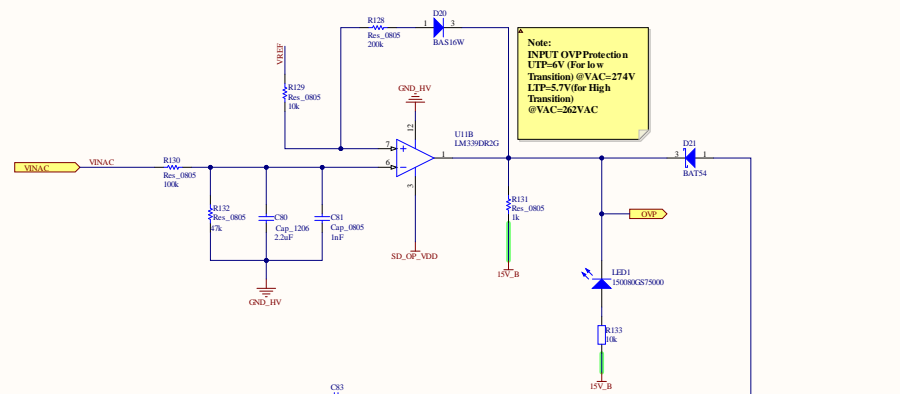 D20
R128
1
3
Res_0805
200k
BAS16W
Note:
INPUT OVP Protection
UTP=6V (For low
Transition) @VAC=274V
LTP=5.7V(for High
Transition)
@VAC=262VAC
VREF
R129
Res_0805
10k
GND_HV
12
U11B
LM339DR2G
7
6
1
3
D21
3
1
BAT54
VINAC
VINAC
R130
Res_0805
100k
R132
Res_0805
47k
C80
Cap_1206
2.2uF
C81
Cap_0805
1nF
R131
Res_0805
1k
OVP
SD_OP_VDD
15V_B
GND_HV
LED1
150080GS75000
R133
10k
15V_B
C83